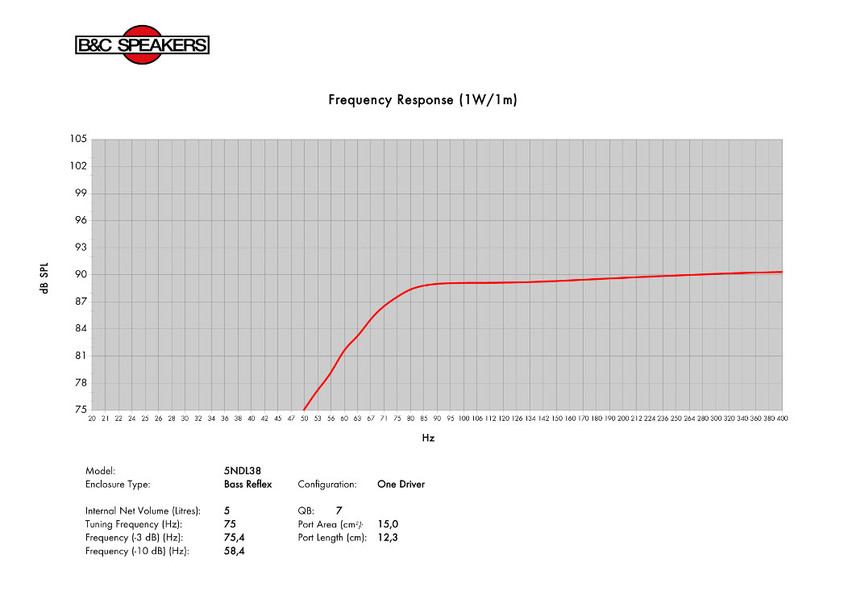 B&C SPEAKERS
Frequency Response (1W/1m)
105
102
99
96
93
90
87
84
81
78
75
dB SPL
20 21 22 24 25 26 28 30 32 34 36 38 40 42 45 47 50 53 56 60 63 67 71 75 80 85 90 95 100 106 112 120 126 134 142 150 160 170 180 190 200 212 224 236 250 264 280 300 320 340 360 380 400
Hz
Model: 5NDL38
Enclosure Type: Bass Reflex Configuration: One Driver
Internal Net Volume (Litres): 5 QB: 7
Tuning Frequency (Hz): 75 Port Area (cm²): 15,0
Frequency (-3 dB) (Hz): 75,4 Port Length (cm): 12,3
Frequency (-10 dB) (Hz): 58,4